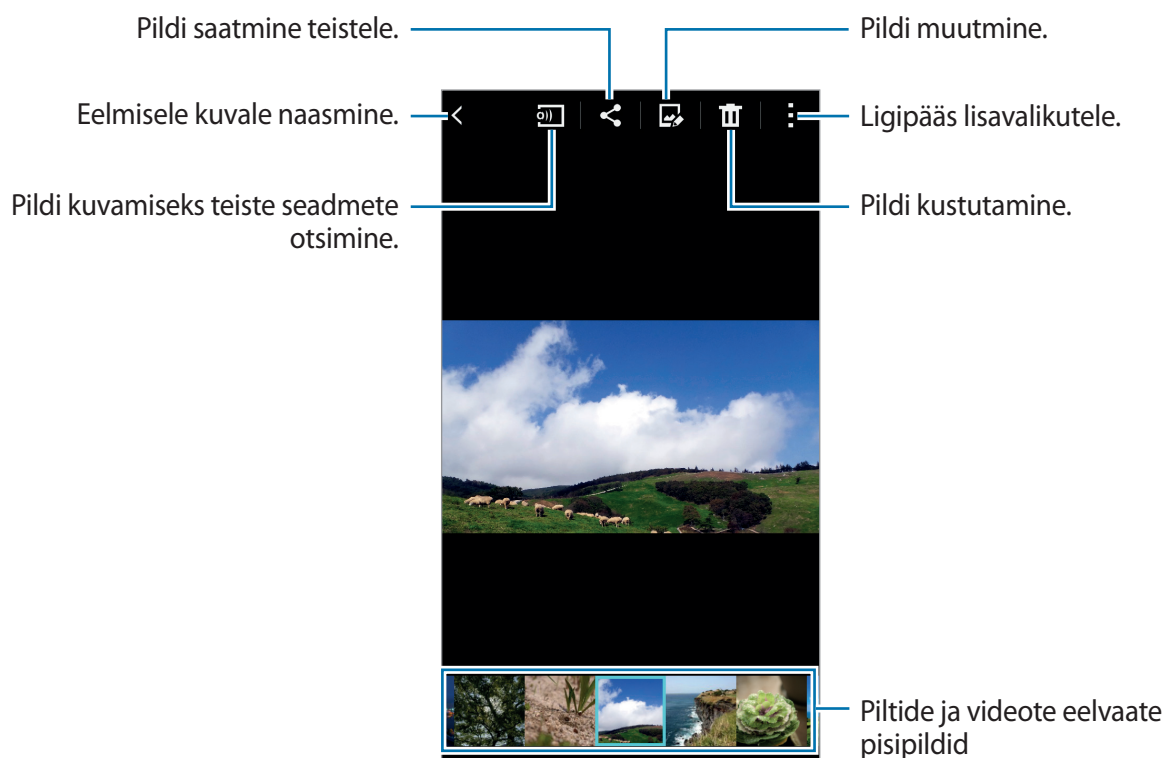 Pildi saatmine teistele.
Pildi muutmine.
Eelmisele kuvale naasmine.
Ligipääs lisavalikutele.
Pildi kuvamiseks teiste seadmete
otsimine.
Pildi kustutamine.
Piltide ja videote eelvaate
pisipildid